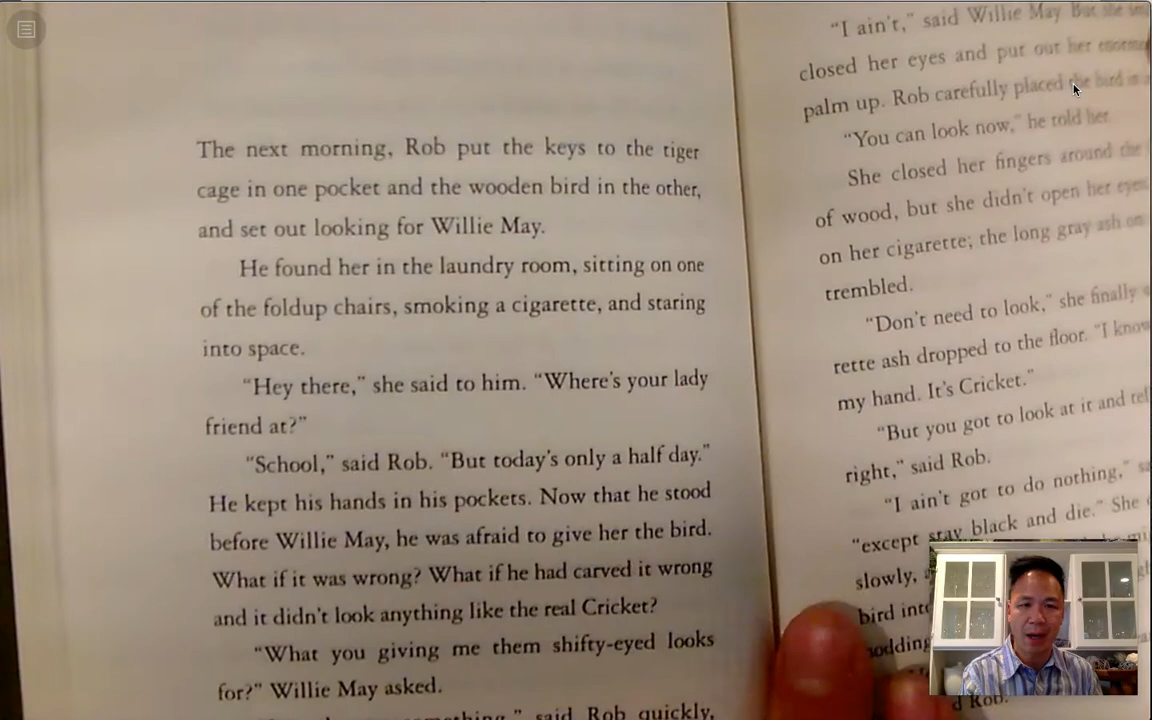 The next morning, Rob put the keys to the tiger
cage in one pocket and the wooden bird in the other,
and set out looking for Willie May.
He found her in the laundry room, sitting on one
of the foldup chairs, smoking a cigarette, and staring
into space.
“Hey there,” she said to him. “Where’s your lady
friend at?”
“School,” said Rob. “But today’s only a half day.”
He kept his hands in his pockets. Now that he stood
before Willie May, he was afraid to give her the bird.
What if it was wrong? What if he had carved it wrong
and it didn’t look anything like the real Cricket?
“What you giving me them shifty-eyed looks
for?” Willie May asked.
said Rob quickly,
“I ain’t,” said Willie May. But she
closed her eyes and put out her
palm up. Rob carefully placed the bird in
“You can look now,” he told her.
She closed her fingers around the
of wood, but she didn’t open her eyes.
on her cigarette; the long gray ash on
trembled.
“Don’t need to look,” she finally
rette ash dropped to the floor. “I know
my hand. It’s Cricket.”
“But you got to look at it and
right,” said Rob.
“I ain’t got to do nothing,”
“except stay black and die.” She
slowly,
bird
nodding
Rob.